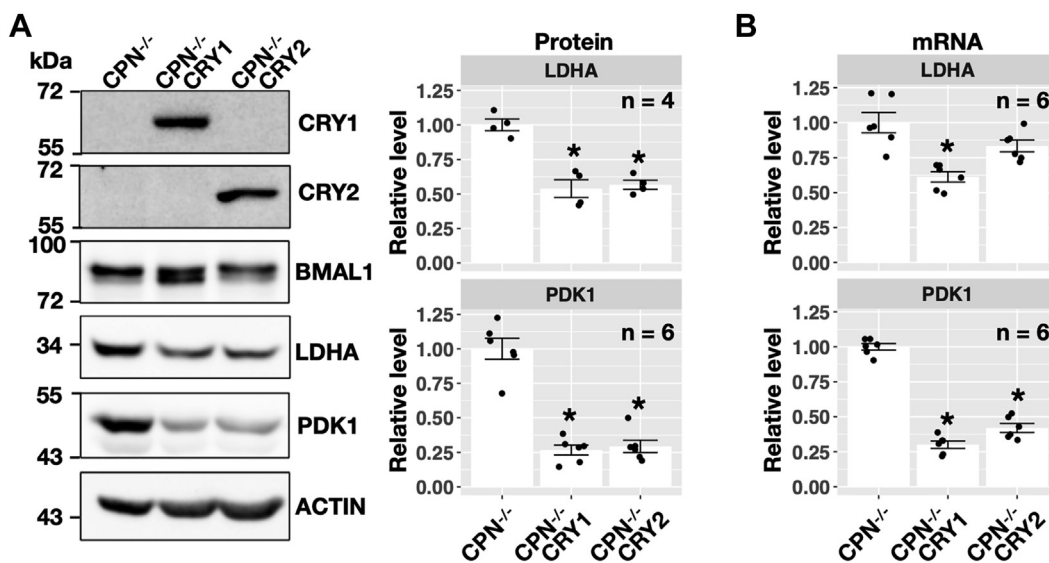 A
kDa
CPN-/-
CPN-/- CRY1
CPN-/- CRY2
72
55
CRY1
72
55
CRY2
100
72
BMAL1
34
LDHA
55
43
PDK1
43
ACTIN
Protein
LDHA
n = 4
Relative level
1.25
1.00
0.75
0.50
0.25
0.00
*
*
PDK1
n = 6
Relative level
1.25
1.00
0.75
0.50
0.25
0.00
*
*
CPN-/-
CPN-/- CRY1
CPN-/- CRY2
B
mRNA
LDHA
n = 6
Relative level
1.25
1.00
0.75
0.50
0.25
0.00
*
PDK1
n = 6
Relative level
1.25
1.00
0.75
0.50
0.25
0.00
*
*
CPN-/-
CPN-/- CRY1
CPN-/- CRY2